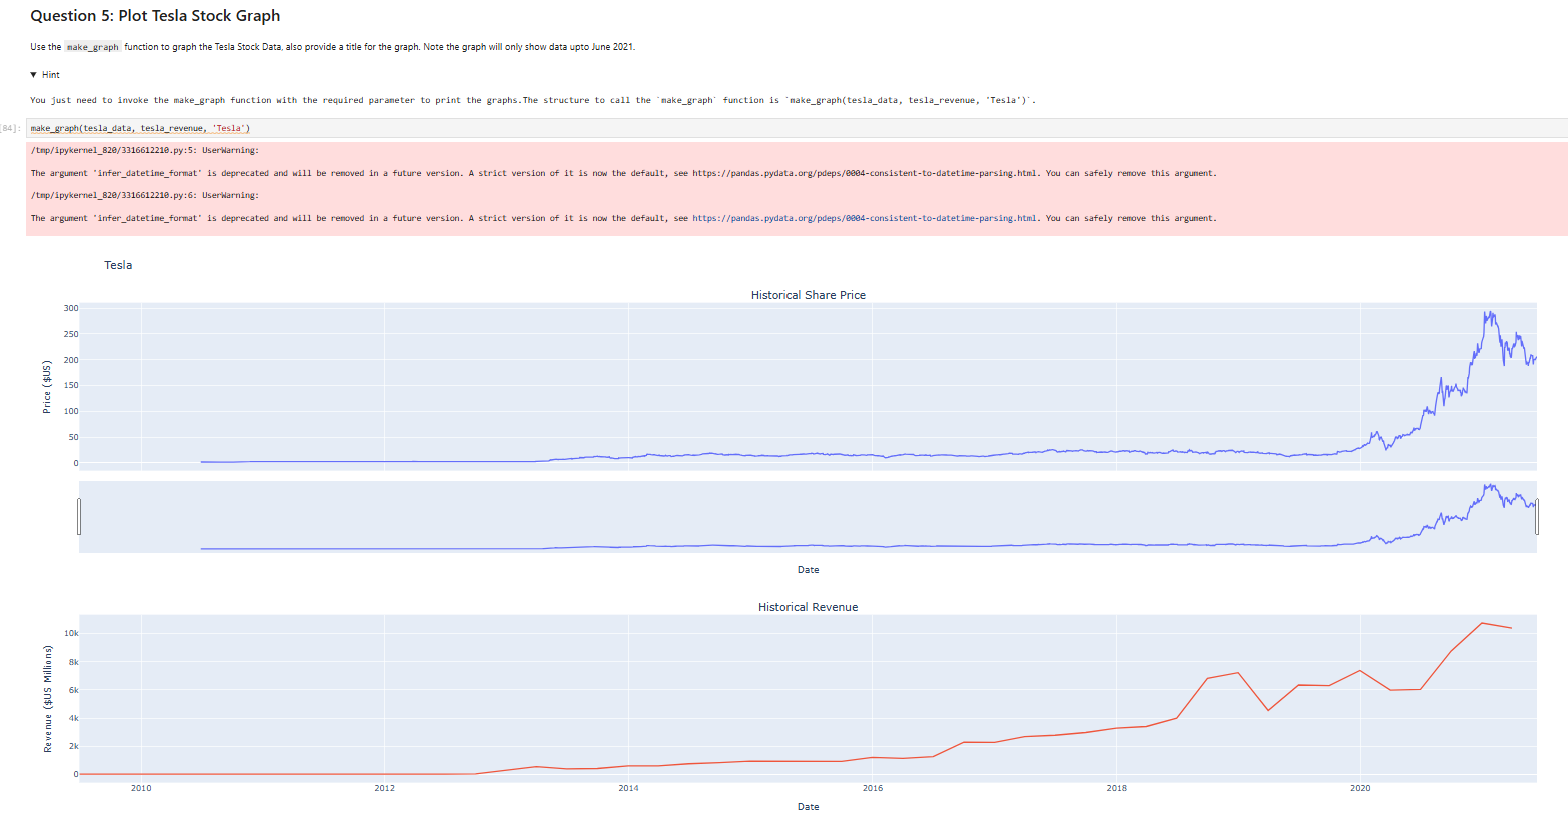 Question 5: Plot Tesla Stock Graph
Use the make_graph function to graph the Tesla Stock Data, also provide a title for the graph. Note the graph will only show data upto June 2021.
▼ Hint
You just need to invoke the make_graph function with the required parameter to print the graphs.The structure to call the `make_graph` function is `make_graph(tesla_data, tesla_revenue, 'Tesla')`.
[84]: make_graph(tesla_data, tesla_revenue, 'Tesla')
/tmp/ipykernel_820/3316612210.py:5: UserWarning:
The argument 'infer_datetime_format' is deprecated and will be removed in a future version. A strict version of it is now the default, see https://pandas.pydata.org/pdeps/0004-consistent-to-datetime-parsing.html. You can safely remove this argument.
/tmp/ipykernel_820/3316612210.py:6: UserWarning:
The argument 'infer_datetime_format' is deprecated and will be removed in a future version. A strict version of it is now the default, see https://pandas.pydata.org/pdeps/0004-consistent-to-datetime-parsing.html. You can safely remove this argument.
Tesla
Historical Share Price
300
250
200
150
100
50
0
Price ($US)
Date
Historical Revenue
10k
8k
6k
4k
2k
0
Revenue ($US Millions)
2010 2012 2014 2016 2018 2020
Date